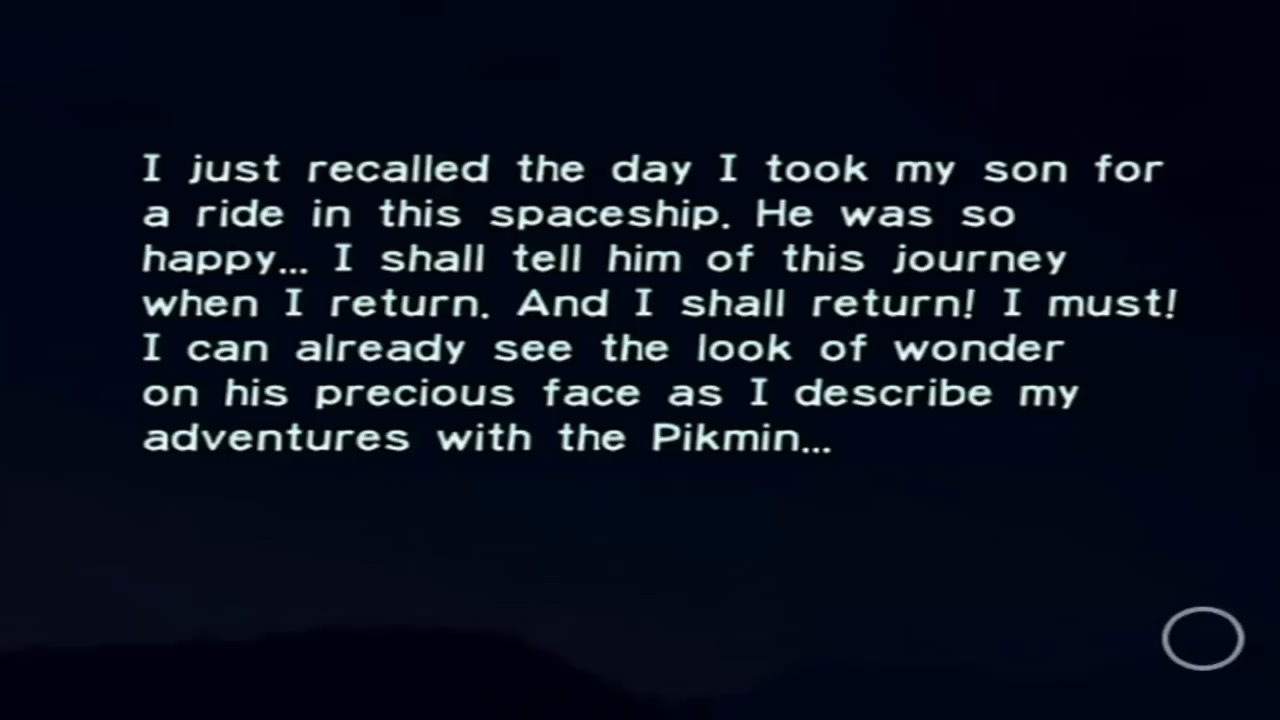 I just recalled the day I took my son for
a ride in this spaceship. He was so
happy... I shall tell him of this journey
when I return. And I shall return! I must!
I can already see the look of wonder
on his precious face as I describe my
adventures with the Pikmin...